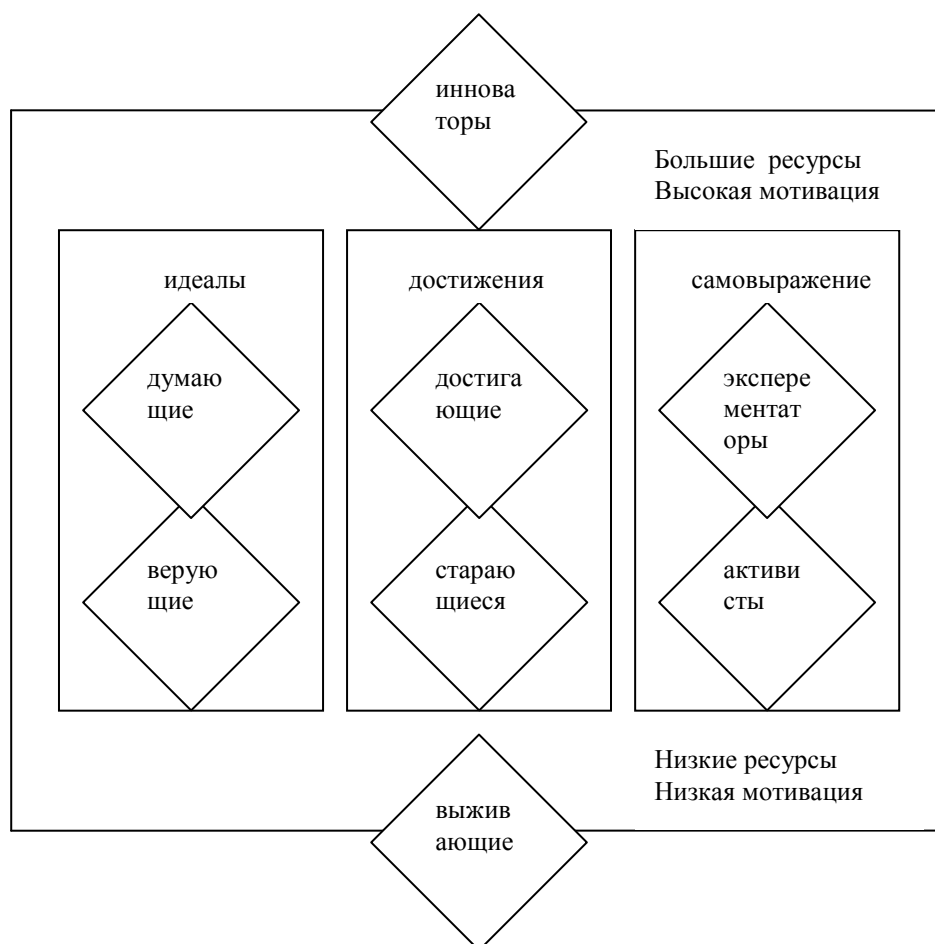 иннова
торы
Большие ресурсы
Высокая мотивация
идеалы
достижения
самовыражение
думаю
щие
достига
ющие
экспере
ментат
оры
верую
щие
стараю
щиеся
активи
сты
Низкие ресурсы
Низкая мотивация
выжив
ающие